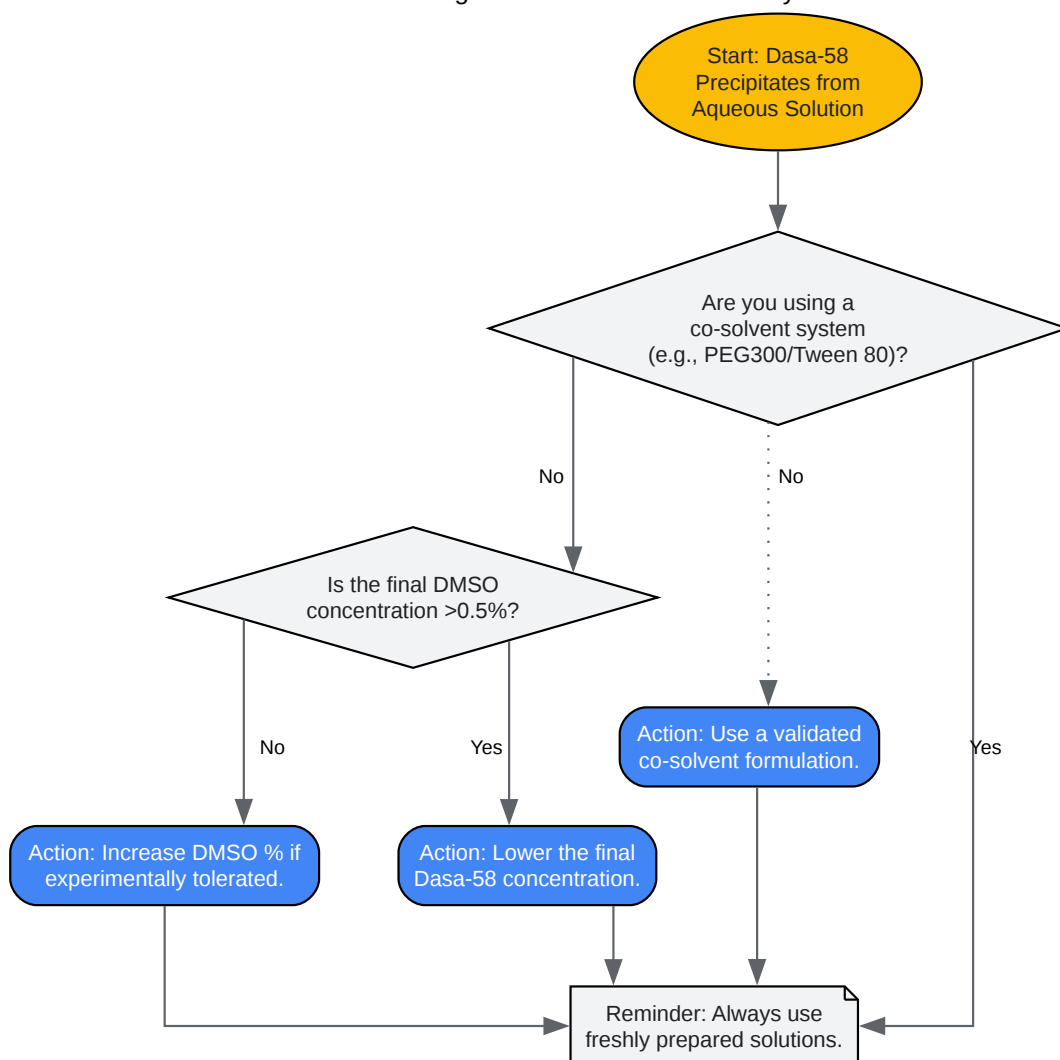 Start: Dasa-58
Precipitates from
Aqueous Solution
Are you using a
co-solvent system
(e.g., PEG300/Tween 80)?
No
No
Is the final DMSO
concentration >0.5%?
Action: Use a validated
co-solvent formulation.
No
Yes
Yes
Action: Increase DMSO % if
experimentally tolerated.
Action: Lower the final
Dasa-58 concentration.
Reminder: Always use
freshly prepared solutions.